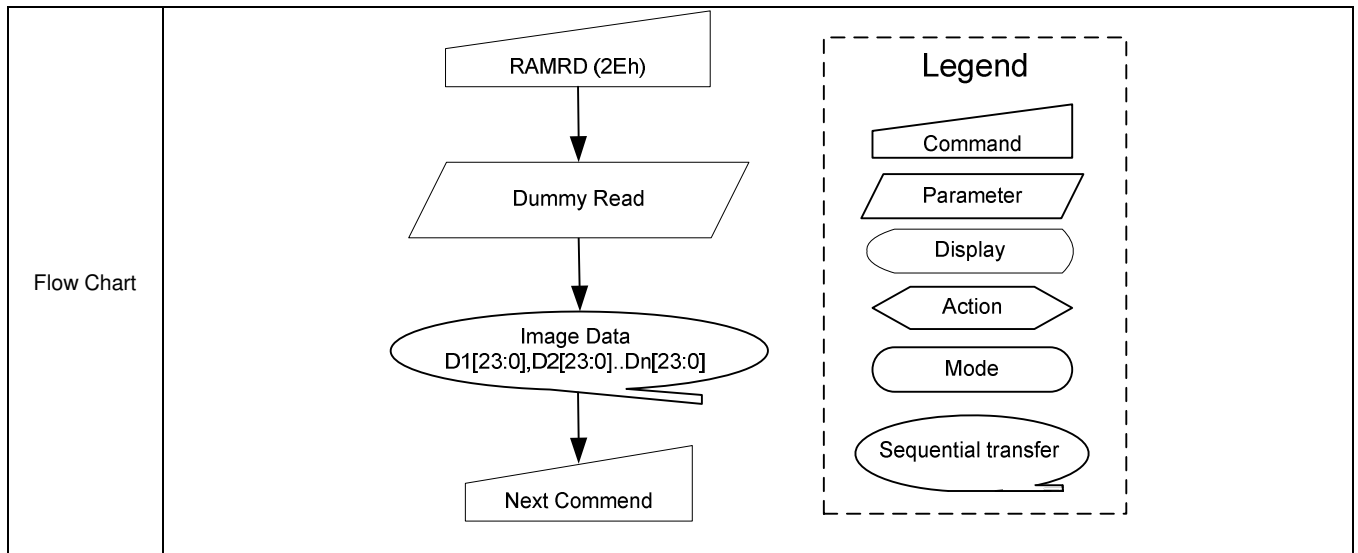 Flow Chart
RAMRD (2Eh)
Dummy Read
Image Data
D1[23:0],D2[23:0]..Dn[23:0]
Next Commend
Legend
Command
Parameter
Display
Action
Mode
Sequential transfer